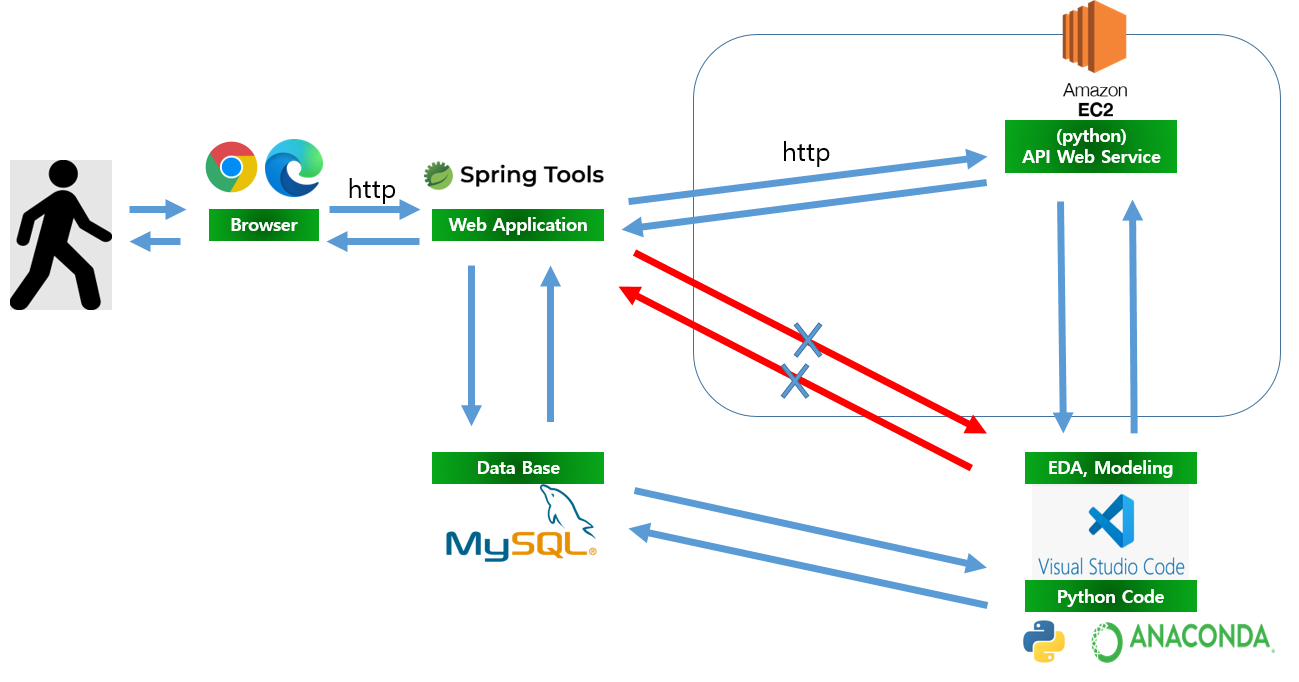 Amazon
EC2
(python)
API Web Service
http
http
Spring Tools
Browser
Web Application
Data Base
MySQL®
EDA, Modeling
Visual Studio Code
Python Code
ANACONDA.